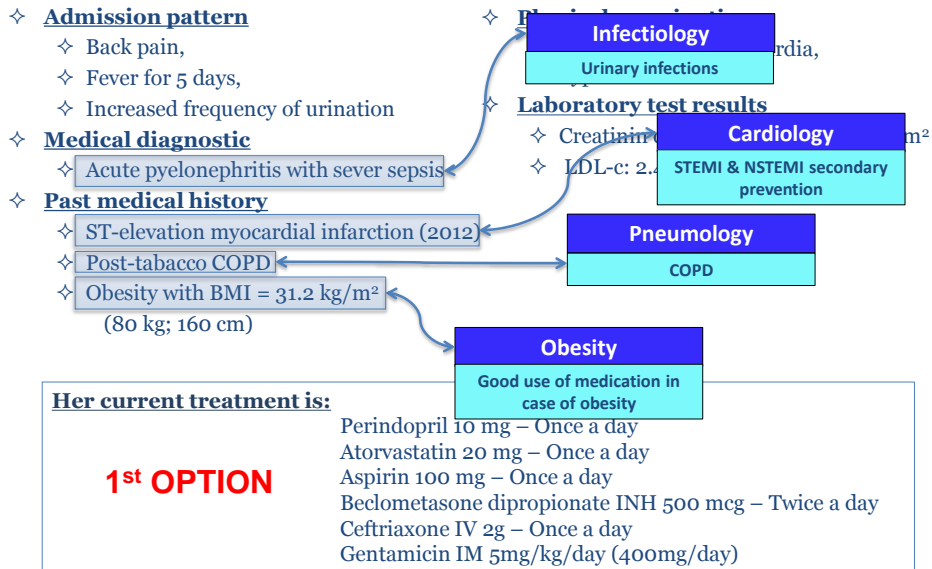 Admission pattern
Back pain,
Fever for 5 days,
Increased frequency of urination
Medical diagnostic
Acute pyelonephritis with sever sepsis
Past medical history
ST-elevation myocardial infarction (2012)
Post-tabacco COPD
Obesity with BMI = 31.2 kg/m²
(80 kg; 160 cm)
Laboratory test results
Creatinin
m²
LDL-c: 2.
Infectiology
Urinary infections
Cardiology
STEMI & NSTEMI secondary
prevention
Pneumology
COPD
Obesity
Good use of medication in
case of obesity
Her current treatment is:
1st OPTION
Perindopril 10 mg – Once a day
Atorvastatin 20 mg – Once a day
Aspirin 100 mg – Once a day
Beclometasone dipropionate INH 500 mcg – Twice a day
Ceftriaxone IV 2g – Once a day
Gentamicin IM 5mg/kg/day (400mg/day)